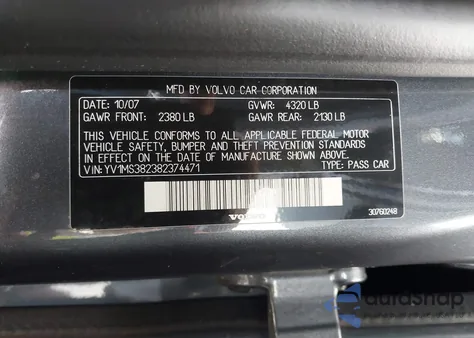 MFD BY VOLVO CAR CORPORATION
DATE: 10/07 GVWR: 4320 LB
GAWR FRONT: 2380 LB GAWR REAR: 2130 LB
THIS VEHICLE CONFORMS TO ALL APPLICABLE FEDERAL MOTOR
VEHICLE SAFETY, BUMPER AND THEFT PREVENTION STANDARDS
IN EFFECT ON THE DATE OF MANUFACTURE SHOWN ABOVE.
VIN: YV1MS382382374471 TYPE: PASS CAR
VOLVO
30760248
autosnap